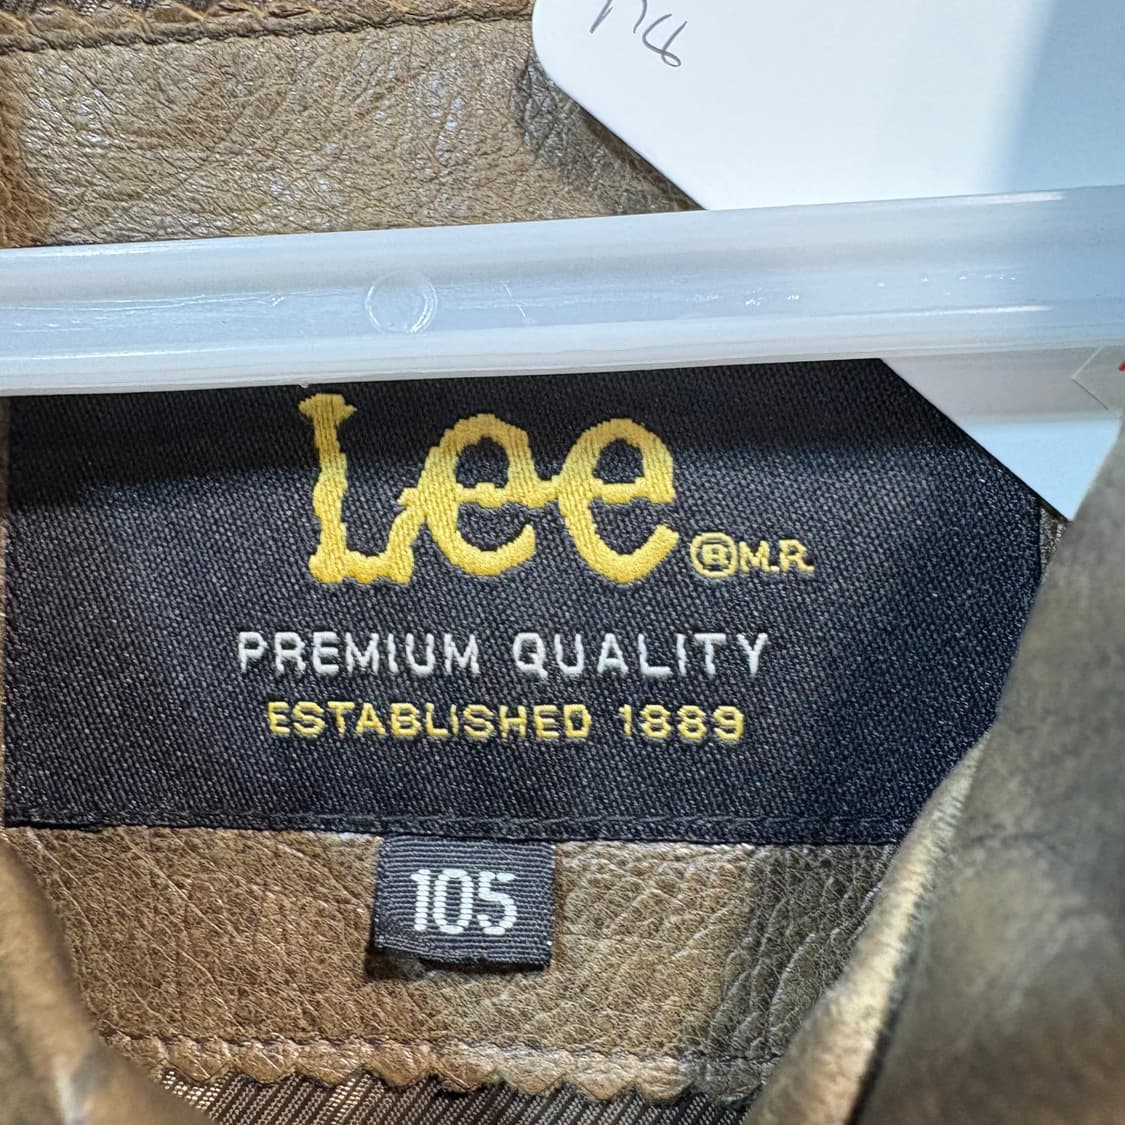 Lee ® M.R.
PREMIUM QUALITY
ESTABLISHED 1889
105